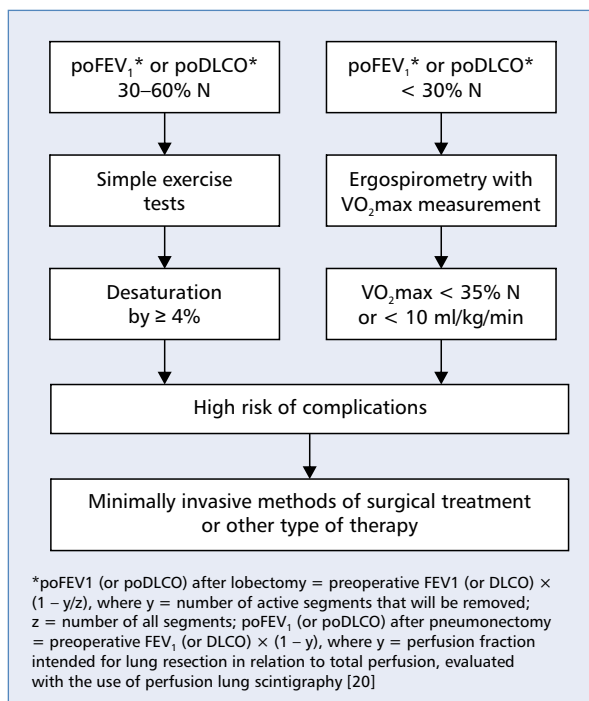 poFEV₁* or poDLCO*
30–60% N
poFEV₁* or poDLCO*
< 30% N
Simple exercise
tests
Ergospirometry with
VO₂max measurement
Desaturation
by ≥ 4%
VO₂max < 35% N
or < 10 ml/kg/min
High risk of complications
Minimally invasive methods of surgical treatment
or other type of therapy
*poFEV1 (or poDLCO) after lobectomy = preoperative FEV1 (or DLCO) ×
(1 – y/z), where y = number of active segments that will be removed;
z = number of all segments; poFEV₁ (or poDLCO) after pneumonectomy
= preoperative FEV₁ (or DLCO) × (1 – y), where y = perfusion fraction
intended for lung resection in relation to total perfusion, evaluated
with the use of perfusion lung scintigraphy [20]